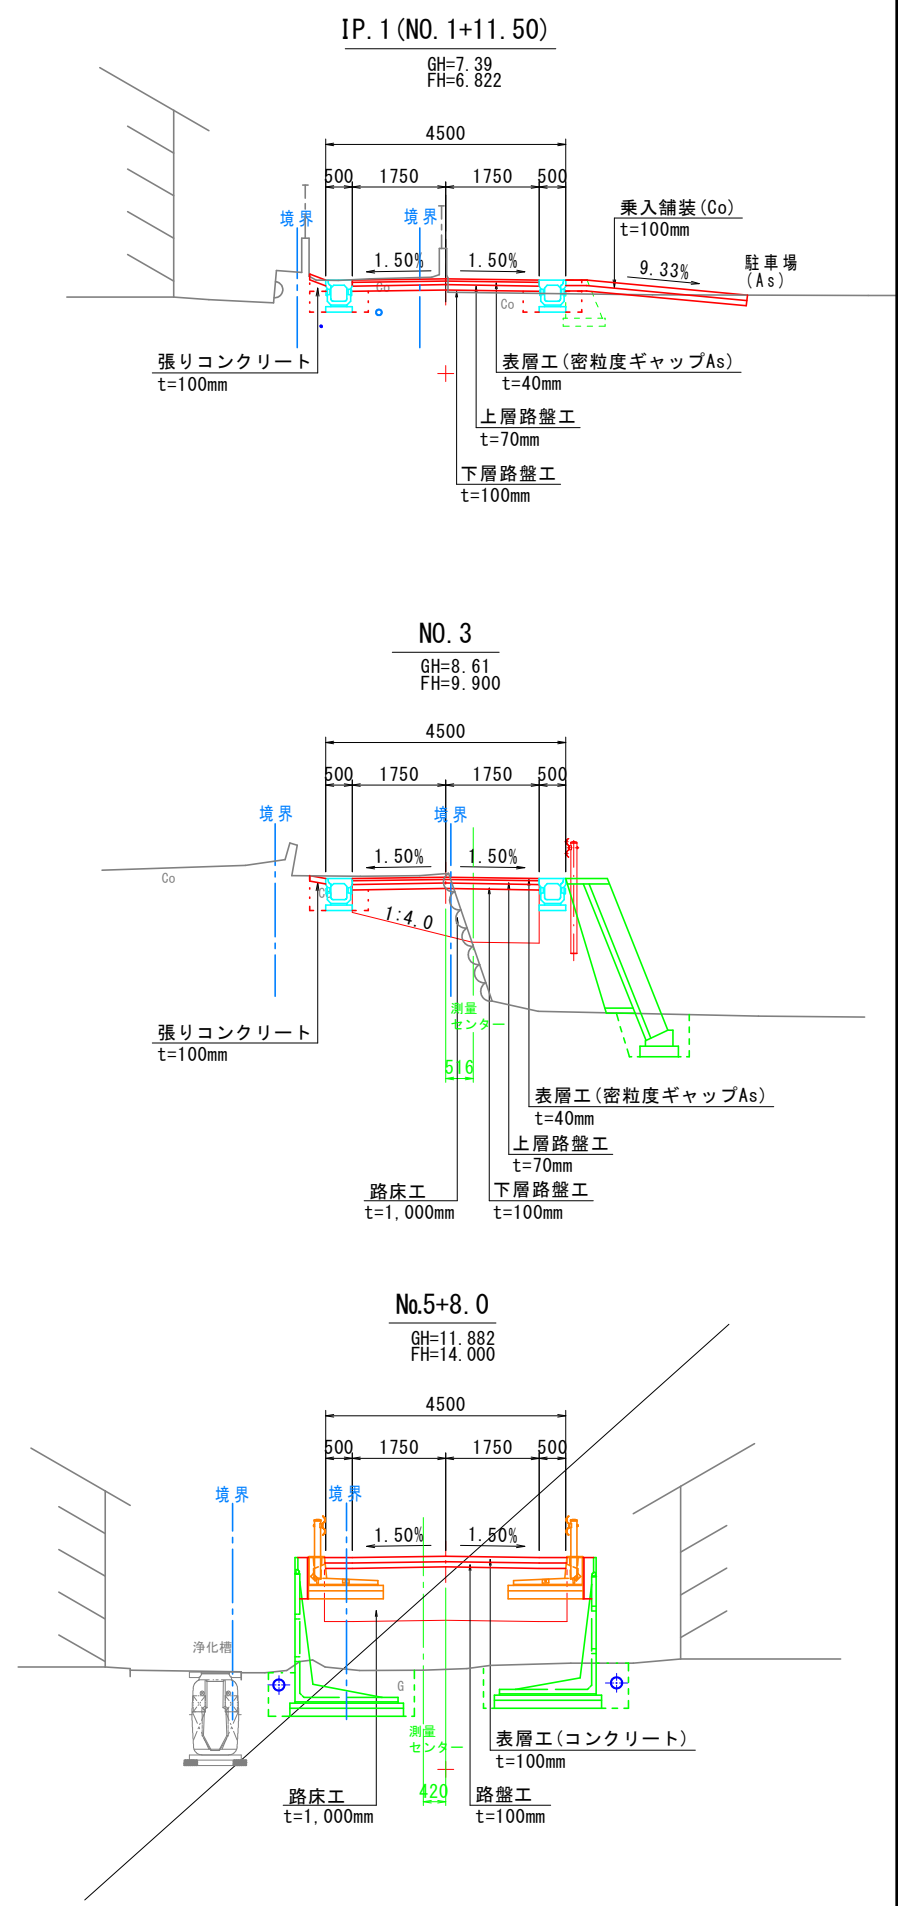 IP.1(NO.1+11.50)
GH=7.39
FH=6.822
4500
500 1750 1750 500
境界 境界
乗入舗装(Co)
t=100mm
1.50% 1.50%
9.33%
駐車場
(As)
Co
Co
張りコンクリート
t=100mm
表層工(密粒度ギャップAs)
t=40mm
上層路盤工
t=70mm
下層路盤工
t=100mm
NO.3
GH=8.61
FH=9.900
4500
500 1750 1750 500
境界 境界
1.50% 1.50%
Co
1:4.0
測量
センター
張りコンクリート
t=100mm
516
表層工(密粒度ギャップAs)
t=40mm
上層路盤工
t=70mm
路床工
t=1,000mm
下層路盤工
t=100mm
No.5+8.0
GH=11.882
FH=14.000
4500
500 1750 1750 500
境界 境界
1.50% 1.50%
浄化槽
G
測量
センター
表層工(コンクリート)
t=100mm
420
路床工
t=1,000mm
路盤工
t=100mm